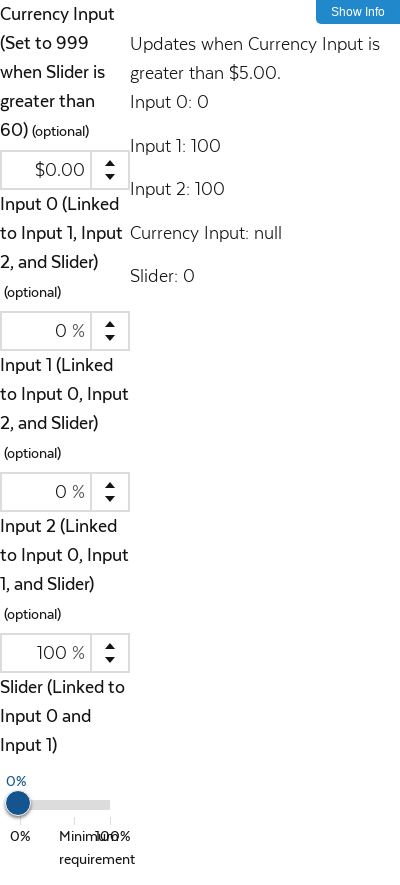 Currency Input
(Set to 999
when Slider is
greater than
60) (optional)
$0.00
Input 0 (Linked
to Input 1, Input
2, and Slider)
(optional)
0 %
Input 1 (Linked
to Input 0, Input
2, and Slider)
(optional)
0 %
Input 2 (Linked
to Input 0, Input
1, and Slider)
(optional)
100 %
Slider (Linked to
Input 0 and
Input 1)
0%
0%
Minimum
requirement
100%
Show Info
Updates when Currency Input is
greater than $5.00.
Input 0: 0
Input 1: 100
Input 2: 100
Currency Input: null
Slider: 0